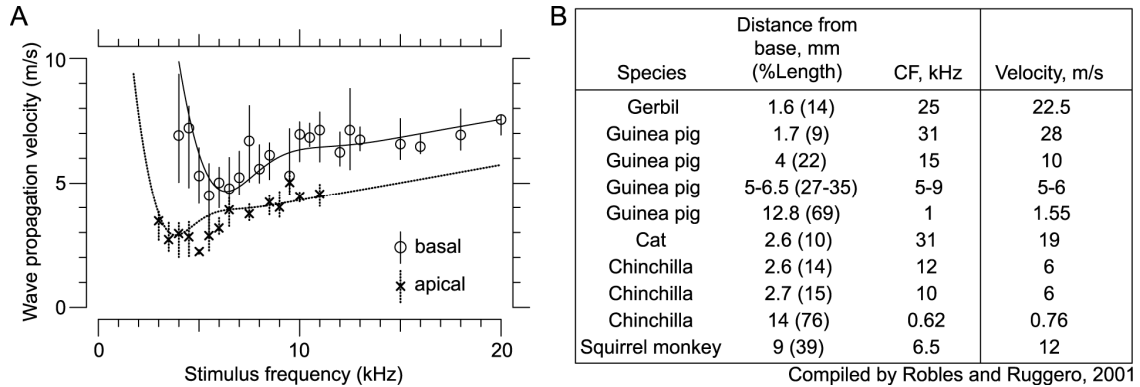 A
Wave propagation velocity (m/s)
10
5
0
basal
apical
0 10 20
Stimulus frequency (kHz)
B
Distance from
base, mm
Species (%Length) CF, kHz Velocity, m/s
Gerbil 1.6 (14) 25 22.5
Guinea pig 1.7 (9) 31 28
Guinea pig 4 (22) 15 10
Guinea pig 5-6.5 (27-35) 5-9 5-6
Guinea pig 12.8 (69) 1 1.55
Cat 2.6 (10) 31 19
Chinchilla 2.6 (14) 12 6
Chinchilla 2.7 (15) 10 6
Chinchilla 14 (76) 0.62 0.76
Squirrel monkey 9 (39) 6.5 12
Compiled by Robles and Ruggero, 2001